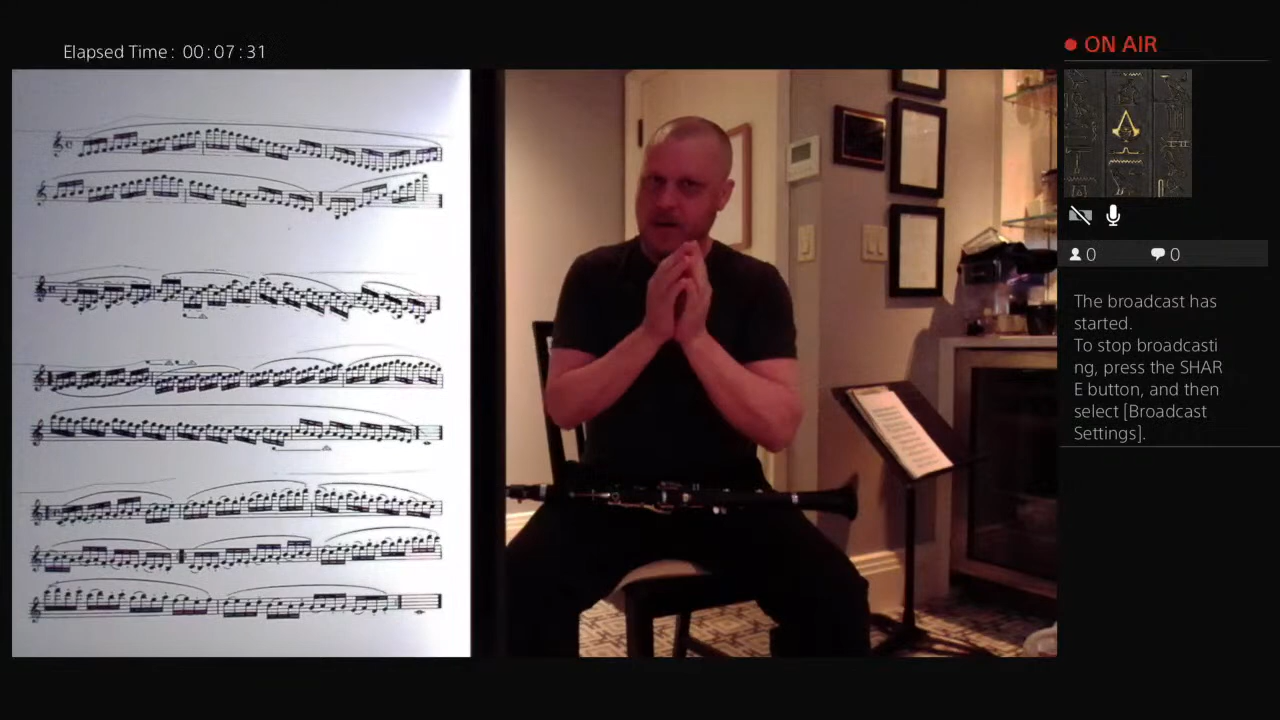 Elapsed Time: 00:07:31
ON AIR
0
0
The broadcast has
started.
To stop broadcasti
ng, press the SHAR
E button, and then
select [Broadcast
Settings].